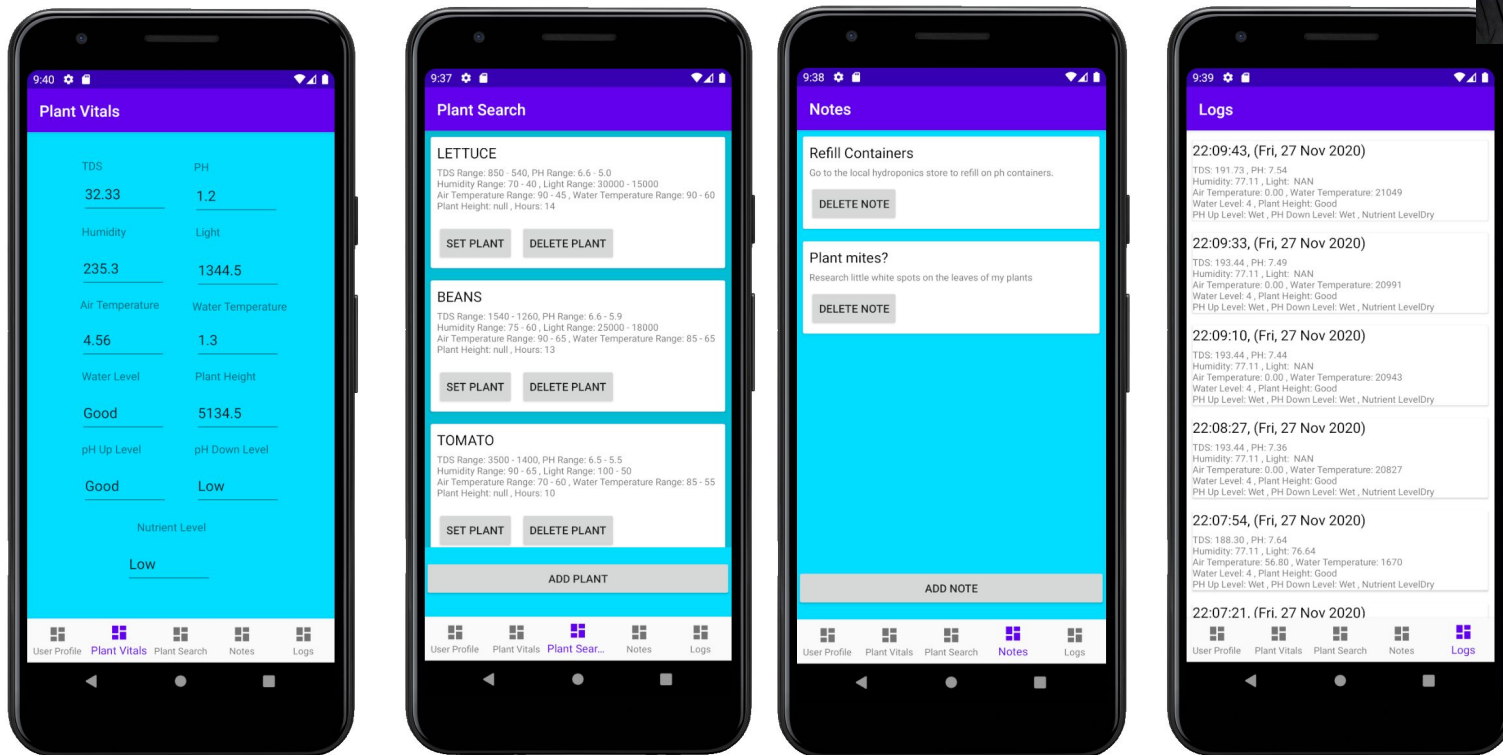 9:40
Plant Vitals
TDS PH
32.33 1.2
Humidity Light
235.3 1344.5
Air Temperature Water Temperature
4.56 1.3
Water Level Plant Height
Good 5134.5
pH Up Level pH Down Level
Good Low
Nutrient Level
Low
User Profile Plant Vitals Plant Search Notes Logs
9:37
Plant Search
LETTUCE
TDS Range: 850 - 540, PH Range: 6.6 - 5.0
Humidity Range: 70 - 40 , Light Range: 30000 - 15000
Air Temperature Range: 90 - 45 , Water Temperature Range: 90 - 60
Plant Height: null , Hours: 14
SET PLANT DELETE PLANT
BEANS
TDS Range: 1540 - 1260, PH Range: 6.6 - 5.9
Humidity Range: 75 - 60 , Light Range: 25000 - 18000
Air Temperature Range: 90 - 65 , Water Temperature Range: 85 - 65
Plant Height: null , Hours: 13
SET PLANT DELETE PLANT
TOMATO
TDS Range: 3500 - 1400, PH Range: 6.5 - 5.5
Humidity Range: 90 - 65 , Light Range: 100 - 50
Air Temperature Range: 70 - 60 , Water Temperature Range: 85 - 55
Plant Height: null , Hours: 10
SET PLANT DELETE PLANT
ADD PLANT
User Profile Plant Vitals Plant Sear... Notes Logs
9:38
Notes
Refill Containers
Go to the local hydroponics store to refill on ph containers.
DELETE NOTE
Plant mites?
Research little white spots on the leaves of my plants
DELETE NOTE
ADD NOTE
User Profile Plant Vitals Plant Search Notes Logs
9:39
Logs
22:09:43, (Fri, 27 Nov 2020)
TDS: 191.73 , PH: 7.54
Humidity: 77.11 , Light: NAN
Air Temperature: 0.00 , Water Temperature: 21049
Water Level: 4 , Plant Height: Good
PH Up Level: Wet , PH Down Level: Wet , Nutrient LevelDry
22:09:33, (Fri, 27 Nov 2020)
TDS: 193.44 , PH: 7.49
Humidity: 77.11 , Light: NAN
Air Temperature: 0.00 , Water Temperature: 20991
Water Level: 4 , Plant Height: Good
PH Up Level: Wet , PH Down Level: Wet , Nutrient LevelDry
22:09:10, (Fri, 27 Nov 2020)
TDS: 193.44 , PH: 7.44
Humidity: 77.11 , Light: NAN
Air Temperature: 0.00 , Water Temperature: 20943
Water Level: 4 , Plant Height: Good
PH Up Level: Wet , PH Down Level: Wet , Nutrient LevelDry
22:08:27, (Fri, 27 Nov 2020)
TDS: 193.44 , PH: 7.36
Humidity: 77.11 , Light: NAN
Air Temperature: 0.00 , Water Temperature: 20827
Water Level: 4 , Plant Height: Good
PH Up Level: Wet , PH Down Level: Wet , Nutrient LevelDry
22:07:54, (Fri, 27 Nov 2020)
TDS: 188.30 , PH: 7.64
Humidity: 77.11 , Light: 76.64
Air Temperature: 56.80 , Water Temperature: 1670
Water Level: 4 , Plant Height: Good
PH Up Level: Wet , PH Down Level: Wet , Nutrient LevelDry
22:07:21, (Fri, 27 Nov 2020)
User Profile Plant Vitals Plant Search Notes Logs